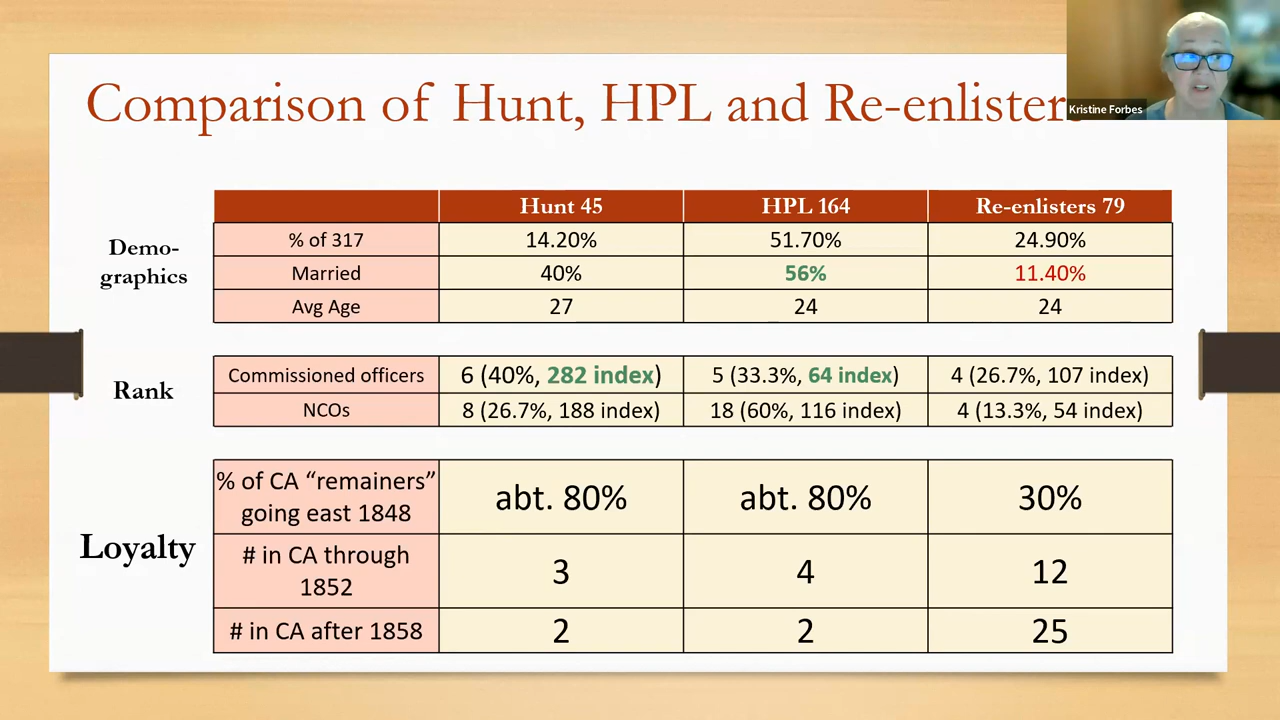 Comparison of Hunt, HPL and Re-enlisters
Kristine Forbes
Hunt 45 HPL 164 Re-enlisters 79
Demo-
graphics
% of 317 14.20% 51.70% 24.90%
Married 40% 56% 11.40%
Avg Age 27 24 24
Rank
Commissioned officers 6 (40%, 282 index) 5 (33.3%, 64 index) 4 (26.7%, 107 index)
NCOs 8 (26.7%, 188 index) 18 (60%, 116 index) 4 (13.3%, 54 index)
Loyalty
% of CA “remainers”
going east 1848 abt. 80% abt. 80% 30%
# in CA through
1852 3 4 12
# in CA after 1858 2 2 25